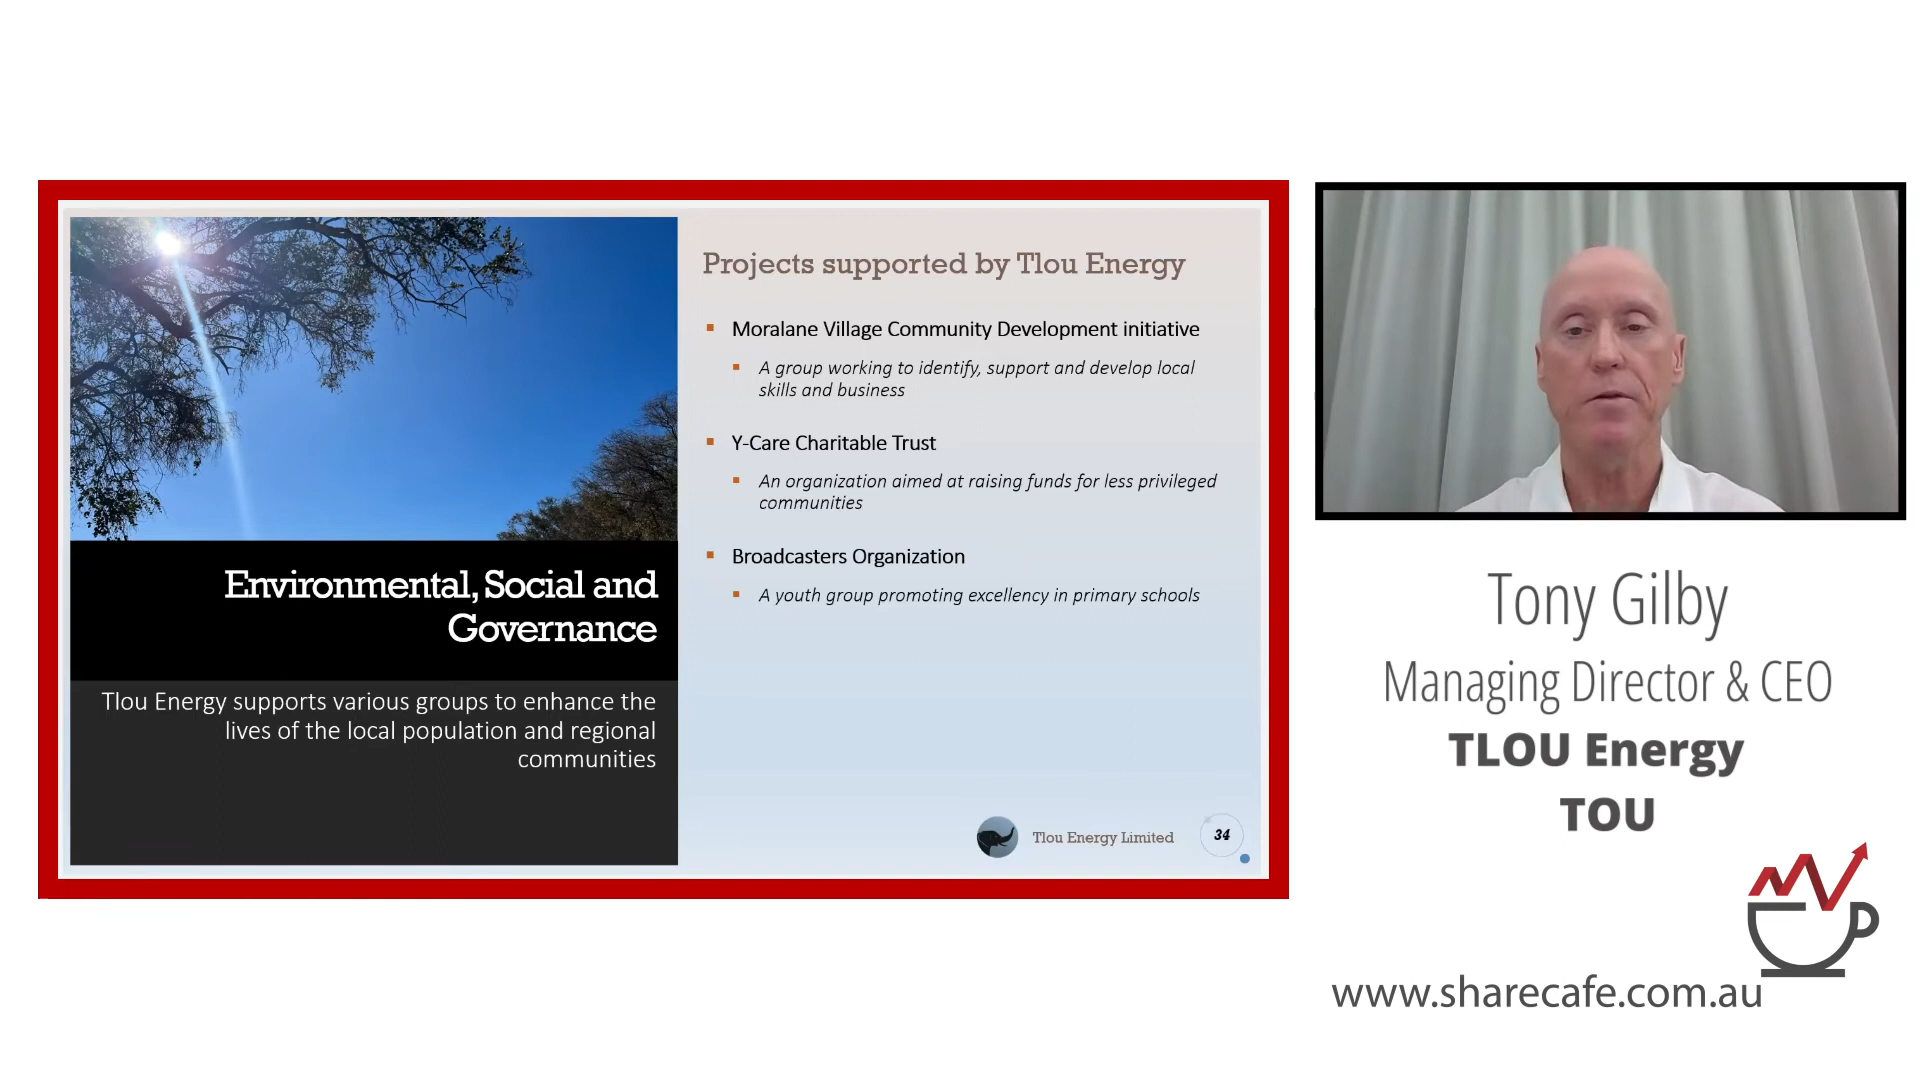 Environmental, Social and
Governance
Tlou Energy supports various groups to enhance the
lives of the local population and regional
communities
Projects supported by Tlou Energy
Moralane Village Community Development initiative
A group working to identify, support and develop local
skills and business
Y-Care Charitable Trust
An organization aimed at raising funds for less privileged
communities
Broadcasters Organization
A youth group promoting excellency in primary schools
Tlou Energy Limited
34
Tony Gilby
Managing Director & CEO
TLOU Energy
TOU
www.sharecafe.com.au